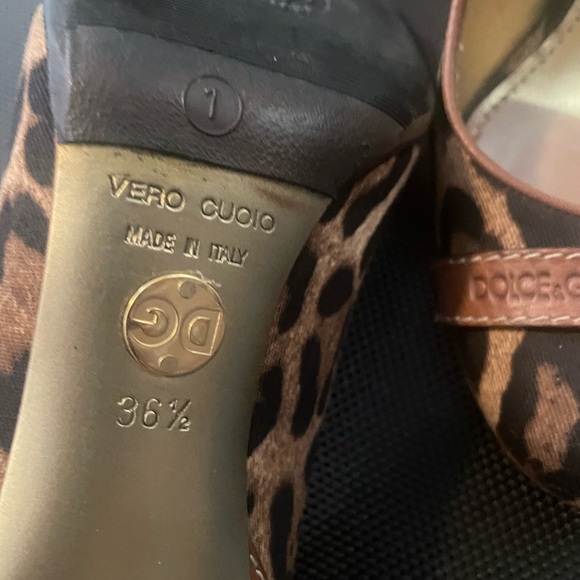 1
VERO CUOIO
MADE IN ITALY
DG
36½
DOLCE&G